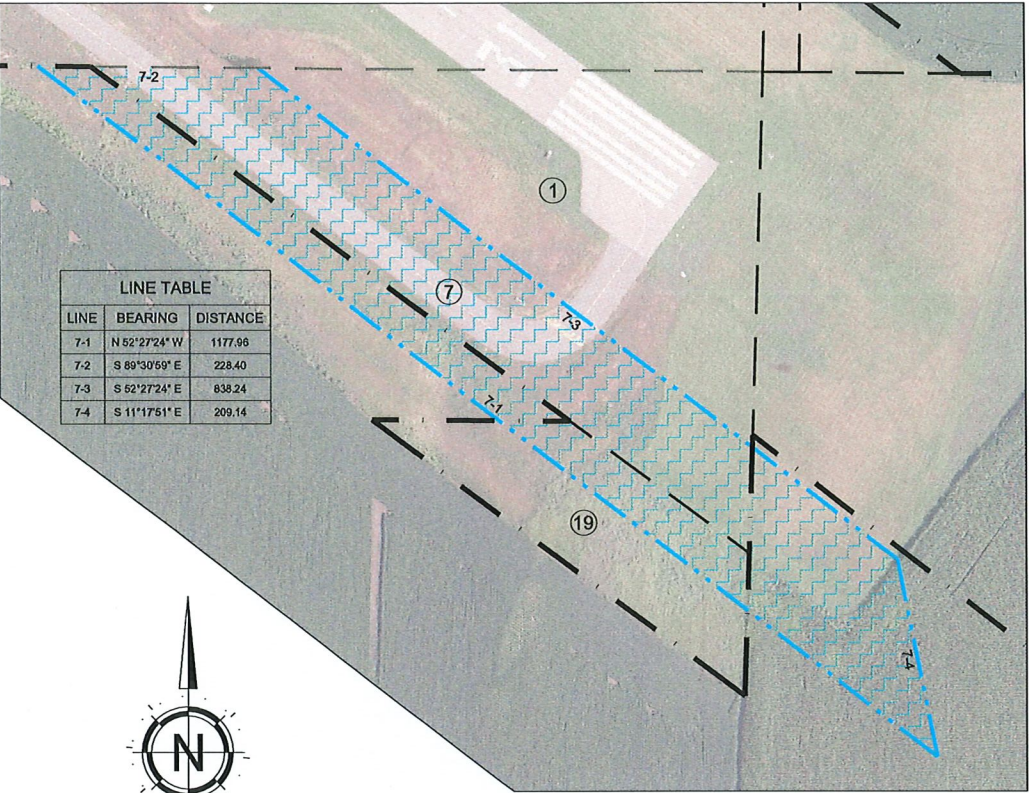 7-2
1
7
7-3
LINE TABLE
LINE BEARING DISTANCE
7-1 N 52°27'24" W 1177.96
7-2 S 89°30'59" E 228.40
7-3 S 52°27'24" E 838.24
7-4 S 11°17'51" E 209.14
7-1
19
7-4
N